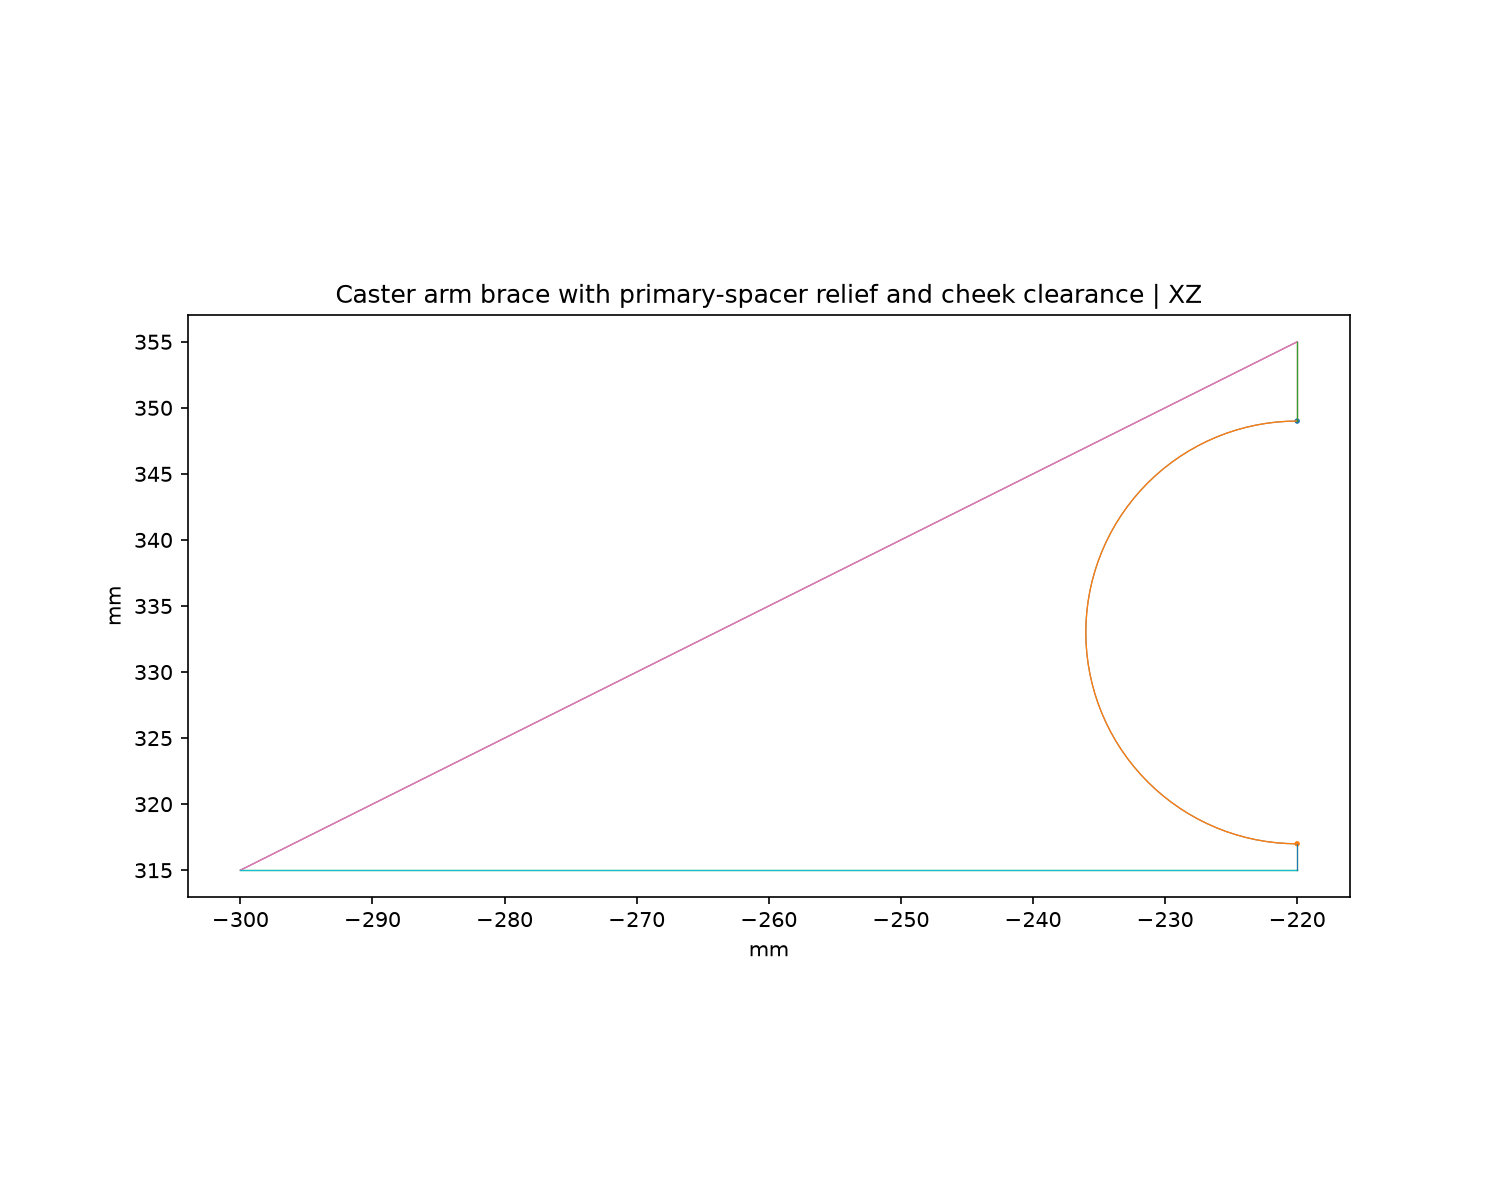 Caster arm brace with primary-spacer relief and cheek clearance | XZ
355
350
345
340
335
330
325
320
315
mm
−300 −290 −280 −270 −260 −250 −240 −230 −220
mm